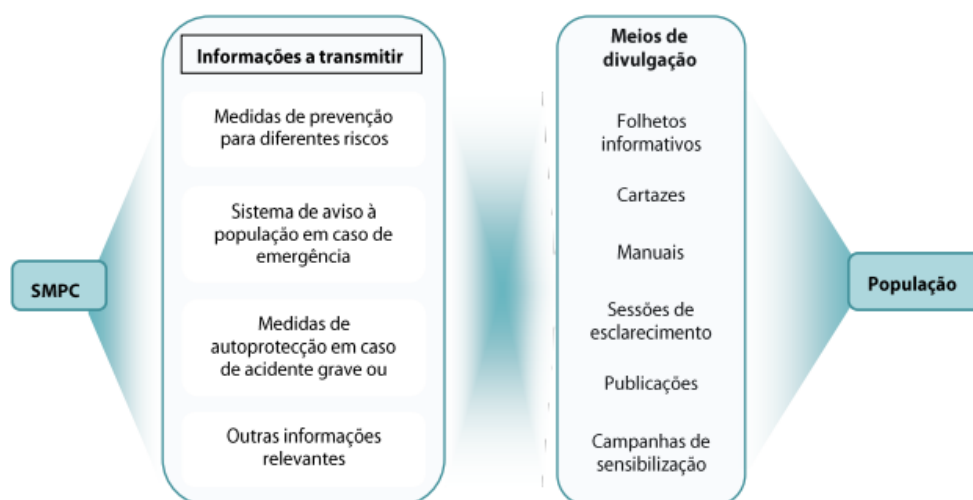 SMPC
Informações a transmitir
Medidas de prevenção
para diferentes riscos
Sistema de aviso à
população em caso de
emergência
Medidas de
autoprotecção em caso
de acidente grave ou
Outras informações
relevantes
Meios de
divulgação
Folhetos
informativos
Cartazes
Manuais
Sessões de
esclarecimento
Publicações
Campanhas de
sensibilização
População